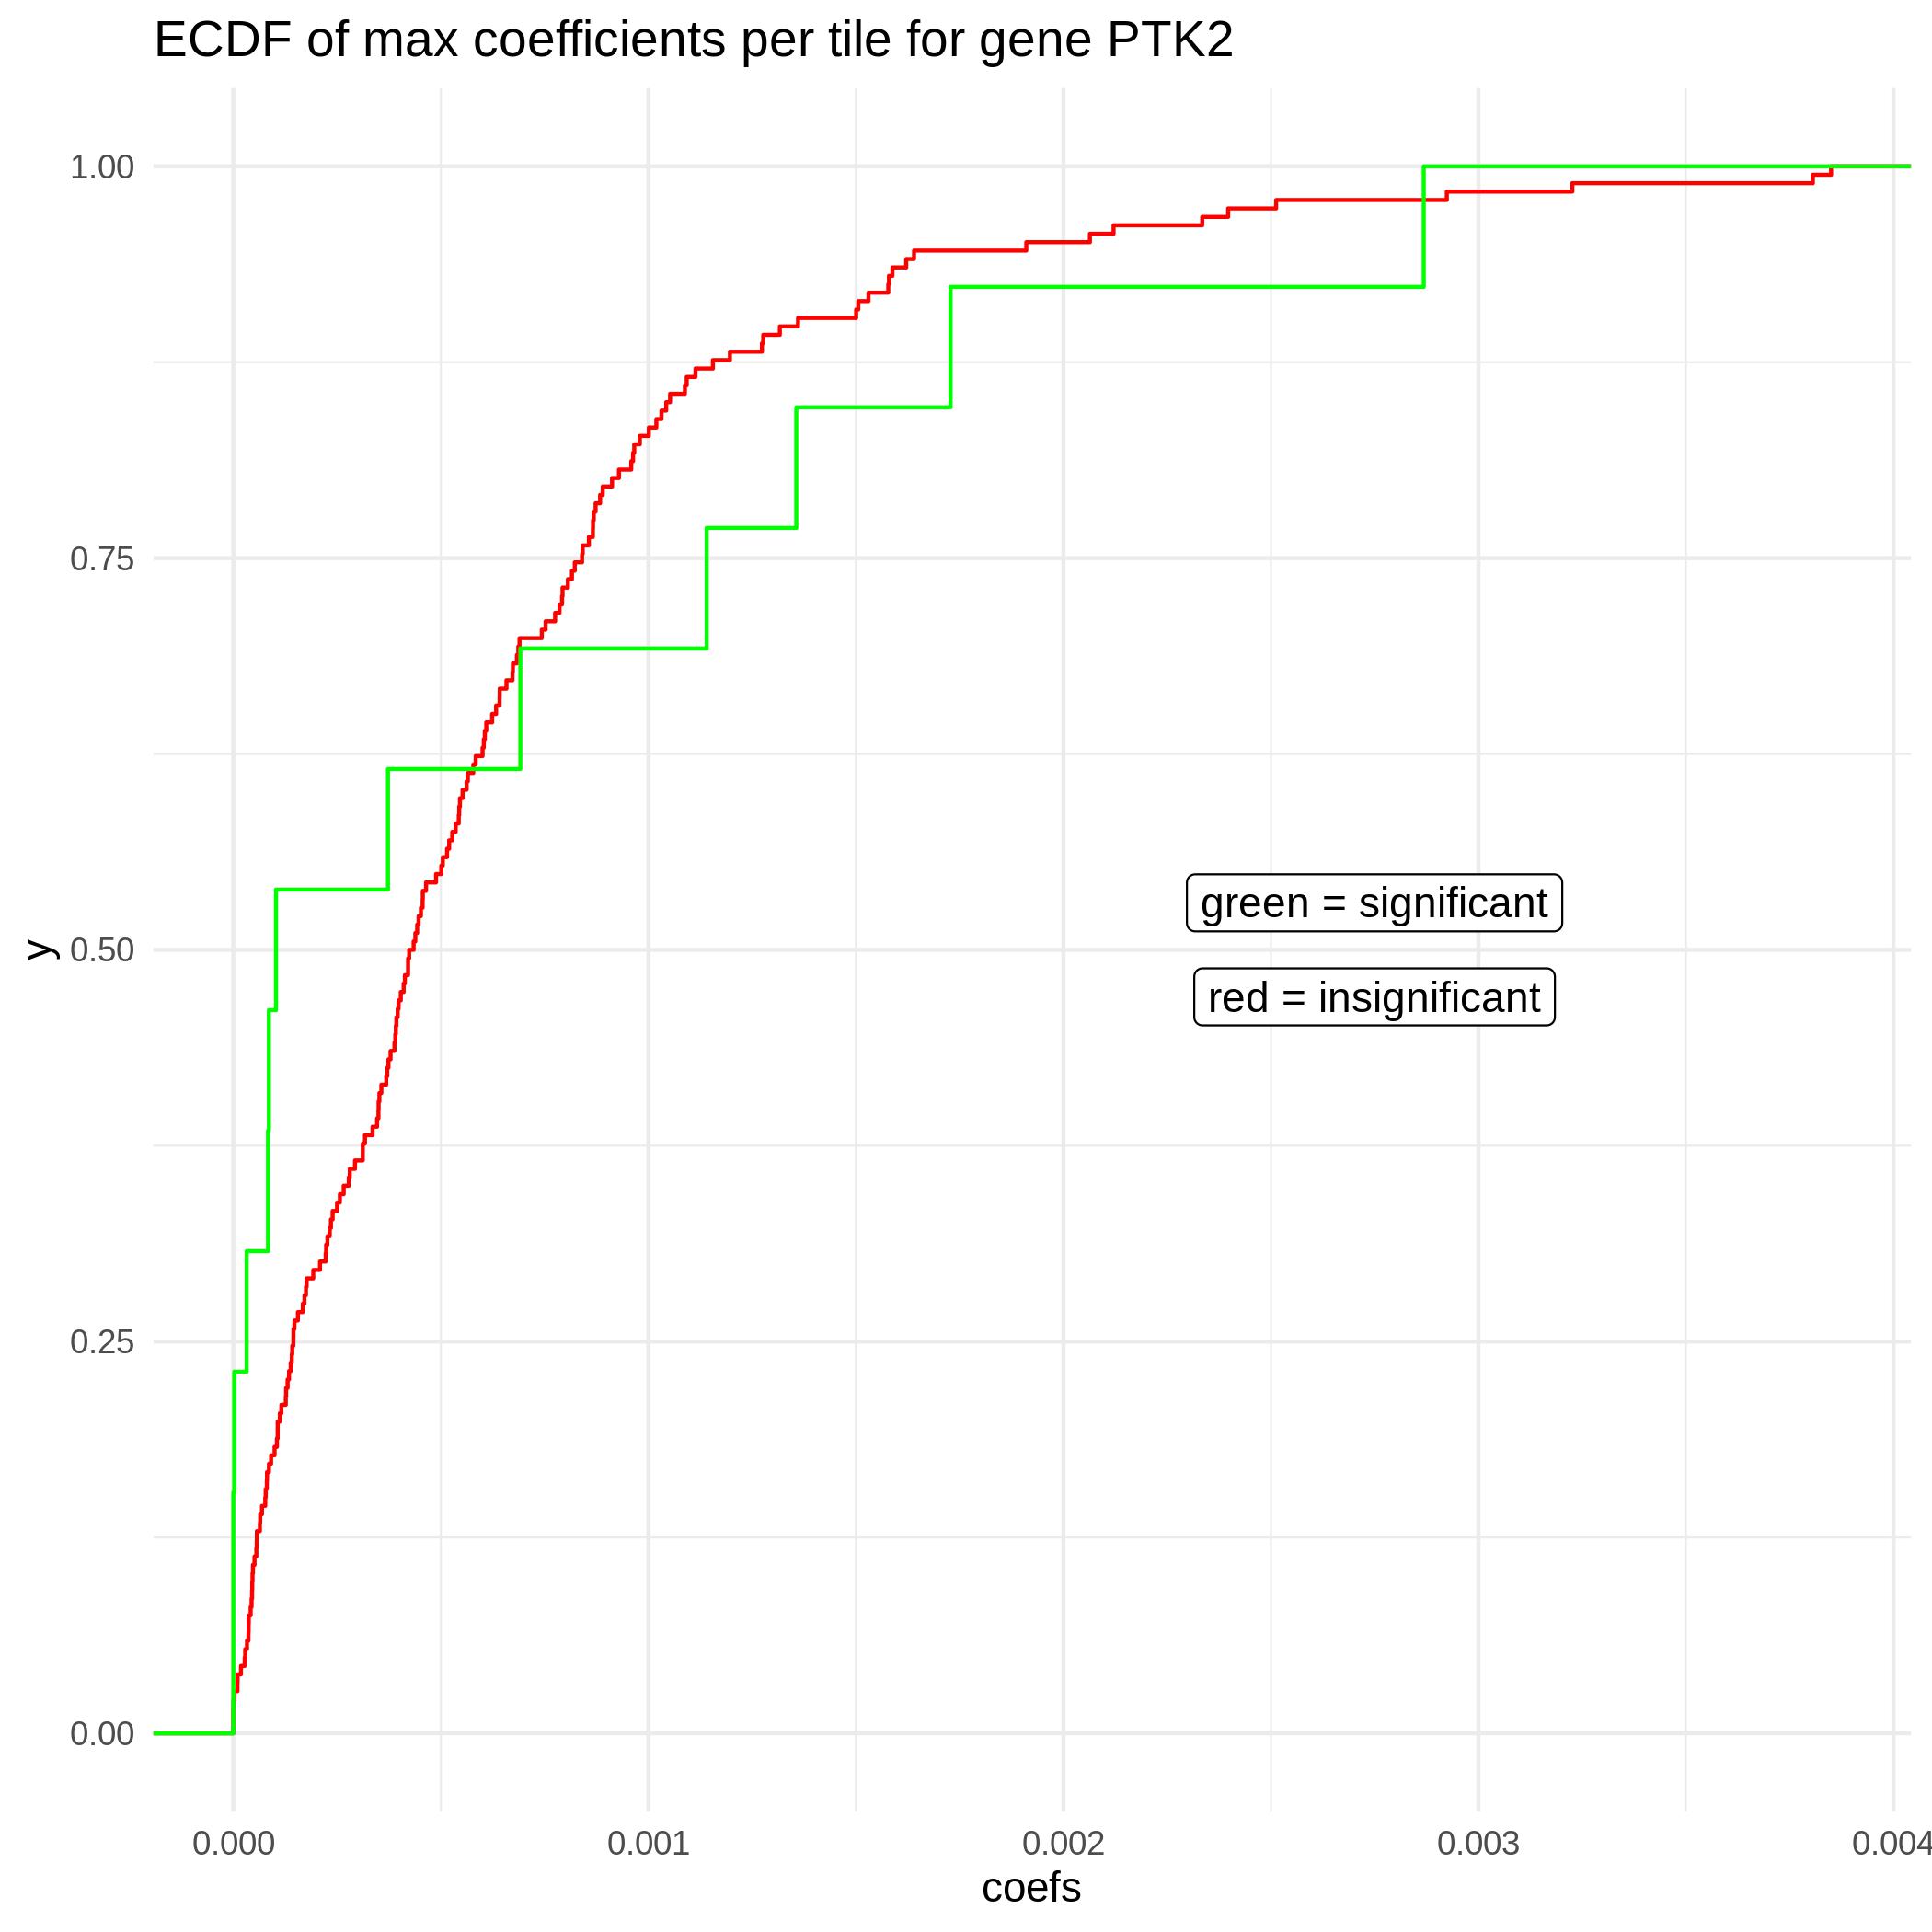 ECDF of max coefficients per tile for gene PTK2
1.00
0.75
0.50
0.25
0.00
y
green = significant
red = insignificant
0.000 0.001 0.002 0.003 0.004
coefs